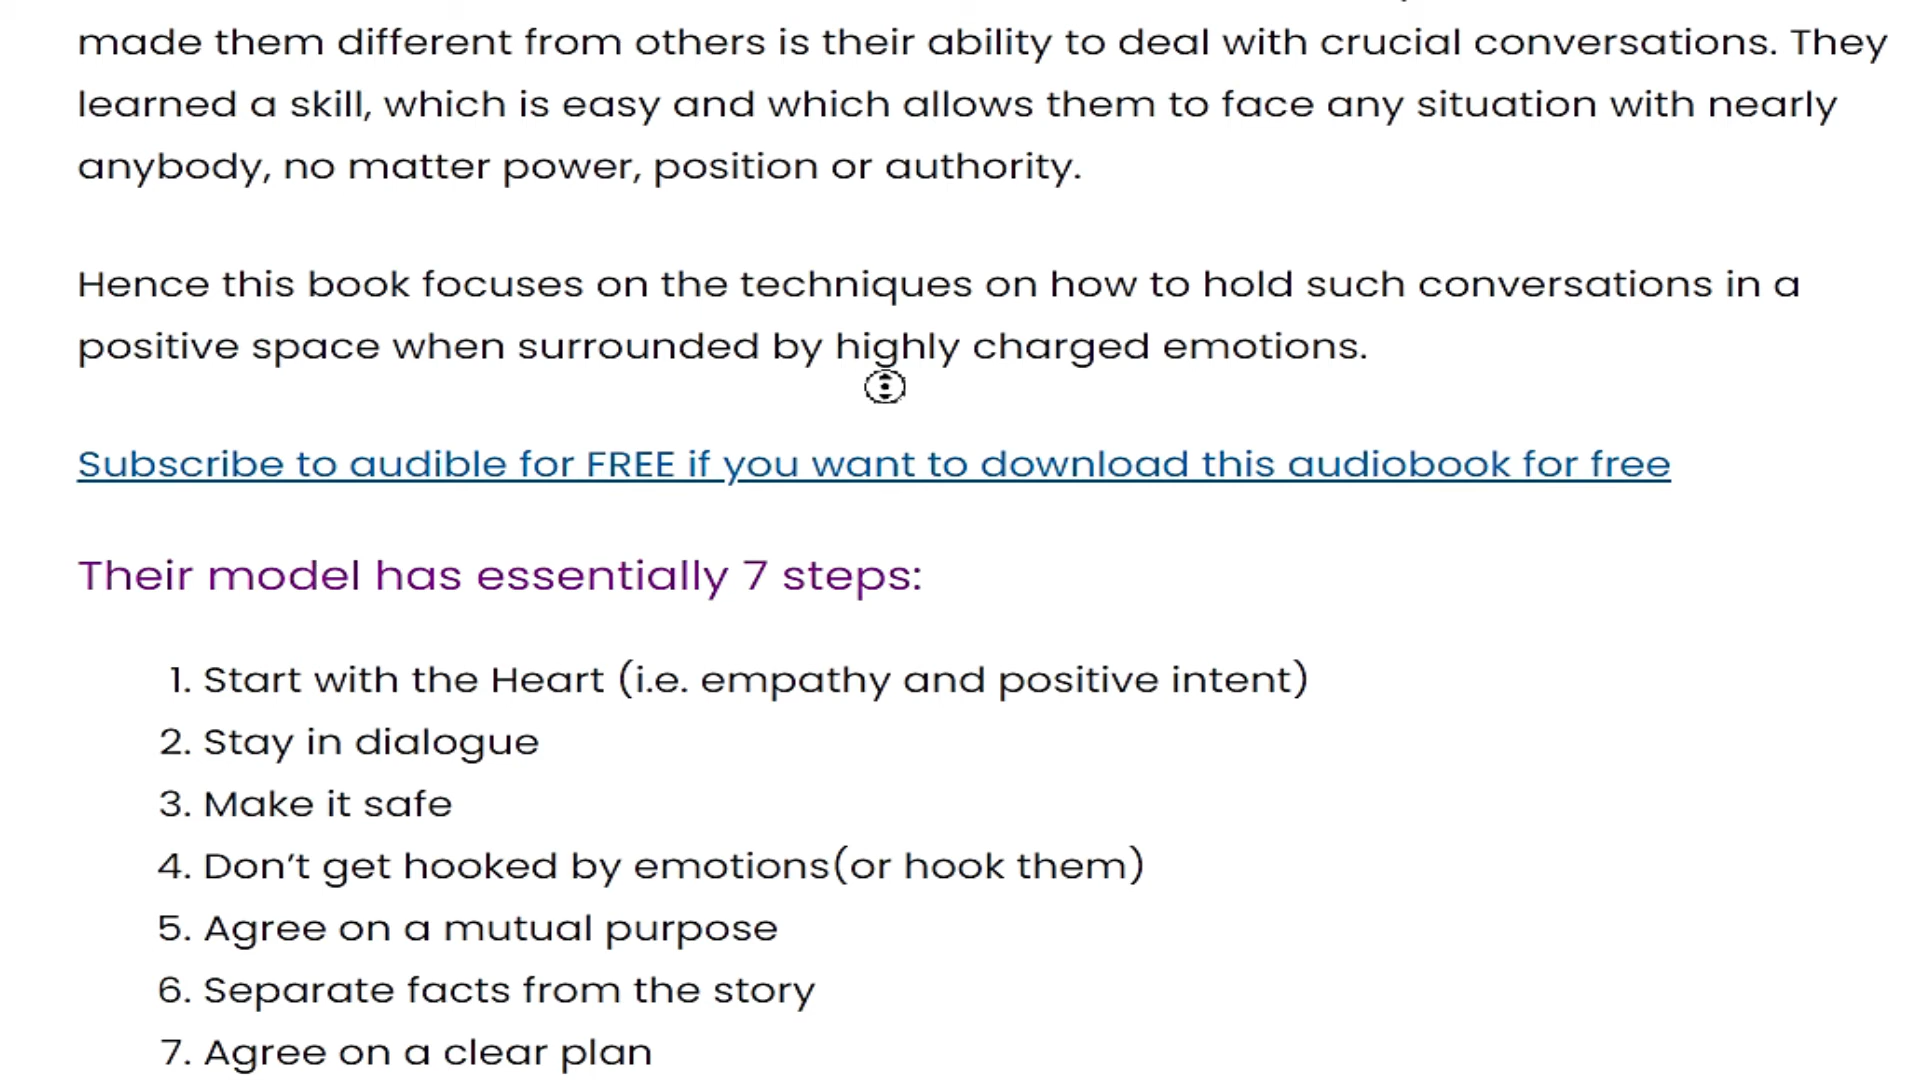 made them different from others is their ability to deal with crucial conversations. They
learned a skill, which is easy and which allows them to face any situation with nearly
anybody, no matter power, position or authority.
Hence this book focuses on the techniques on how to hold such conversations in a
positive space when surrounded by highly charged emotions.
Subscribe to audible for FREE if you want to download this audiobook for free
Their model has essentially 7 steps:
1. Start with the Heart (i.e. empathy and positive intent)
2. Stay in dialogue
3. Make it safe
4. Don’t get hooked by emotions(or hook them)
5. Agree on a mutual purpose
6. Separate facts from the story
7. Agree on a clear plan